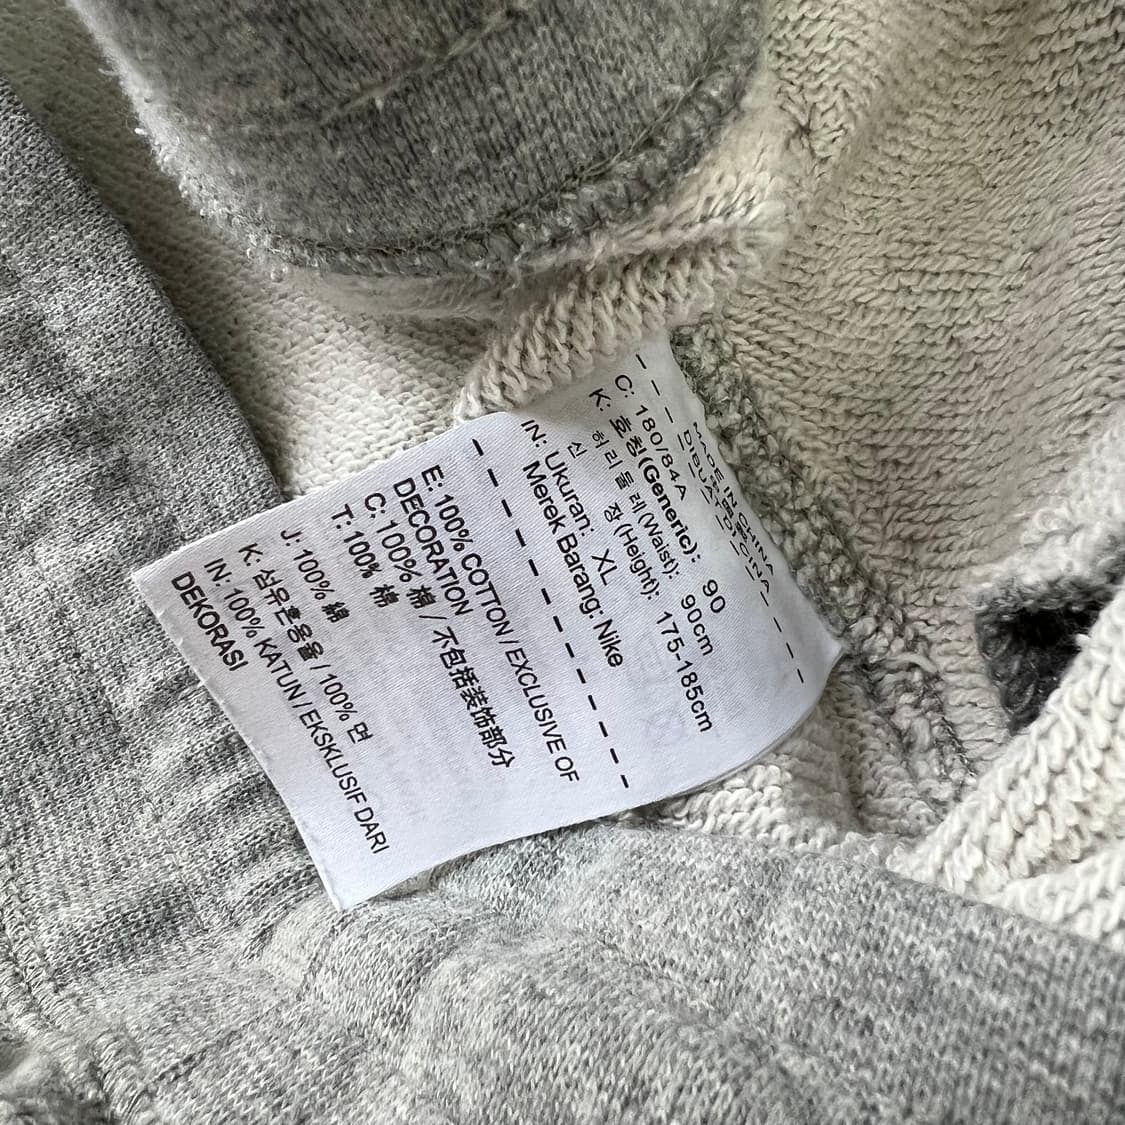 MADE IN CHINA
C: 180/84A
K: 호칭(Generic): 90
허리둘레(Waist): 90cm
신 장(Height): 175-185cm
IN: Ukuran: XL
Merek Barang: Nike
E: 100% COTTON / EXCLUSIVE OF
DECORATION
C: 100% 棉 / 不包括装饰部分
T: 100% 棉
J: 100% 綿
K: 섬유혼용율 / 100% 면
IN: 100% KATUN / EKSKLUSIF DARI
DEKORASI